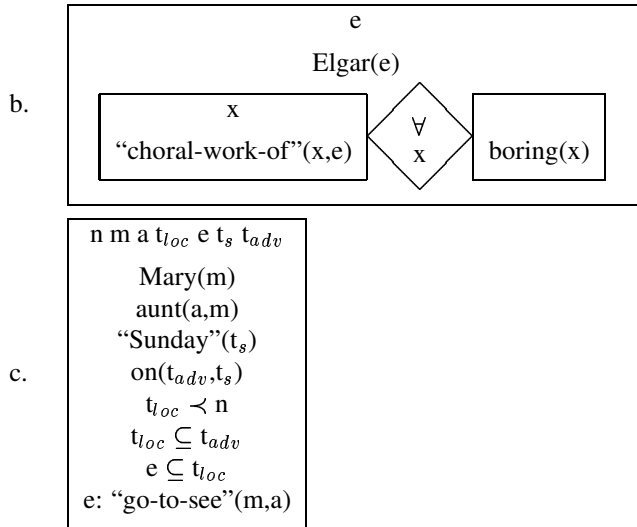 e
Elgar(e)
b.
x
“choral-work-of”(x,e)
∀
x
boring(x)
n m a t_loc e t_s t_adv
Mary(m)
aunt(a,m)
“Sunday”(t_s)
on(t_adv,t_s)
t_loc ≺ n
c.
t_loc ⊆ t_adv
e ⊆ t_loc
e: “go-to-see”(m,a)